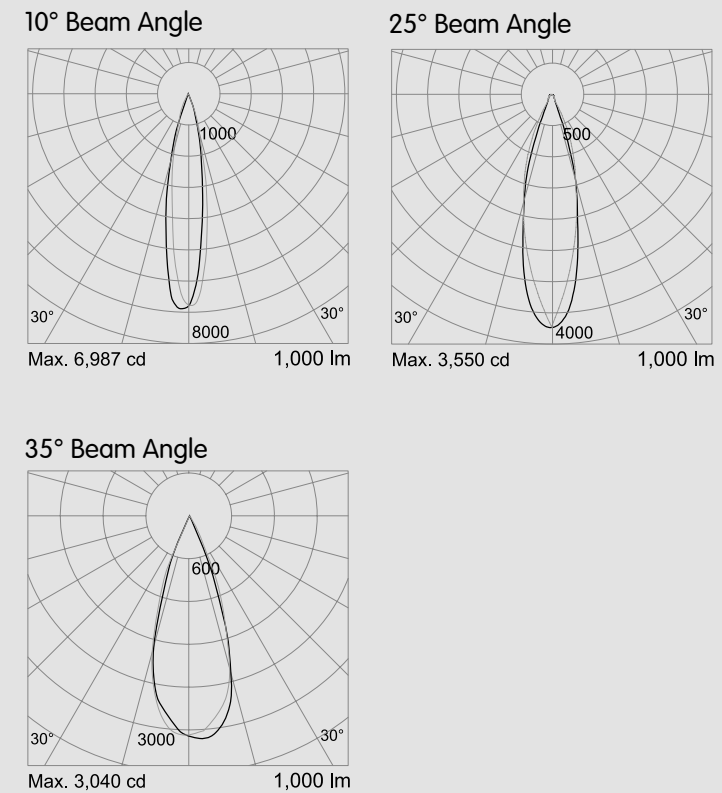 10° Beam Angle
1000
30°
30°
8000
Max. 6,987 cd
1,000 lm
25° Beam Angle
500
30°
30°
4000
Max. 3,550 cd
1,000 lm
35° Beam Angle
600
30°
3000
30°
Max. 3,040 cd
1,000 lm